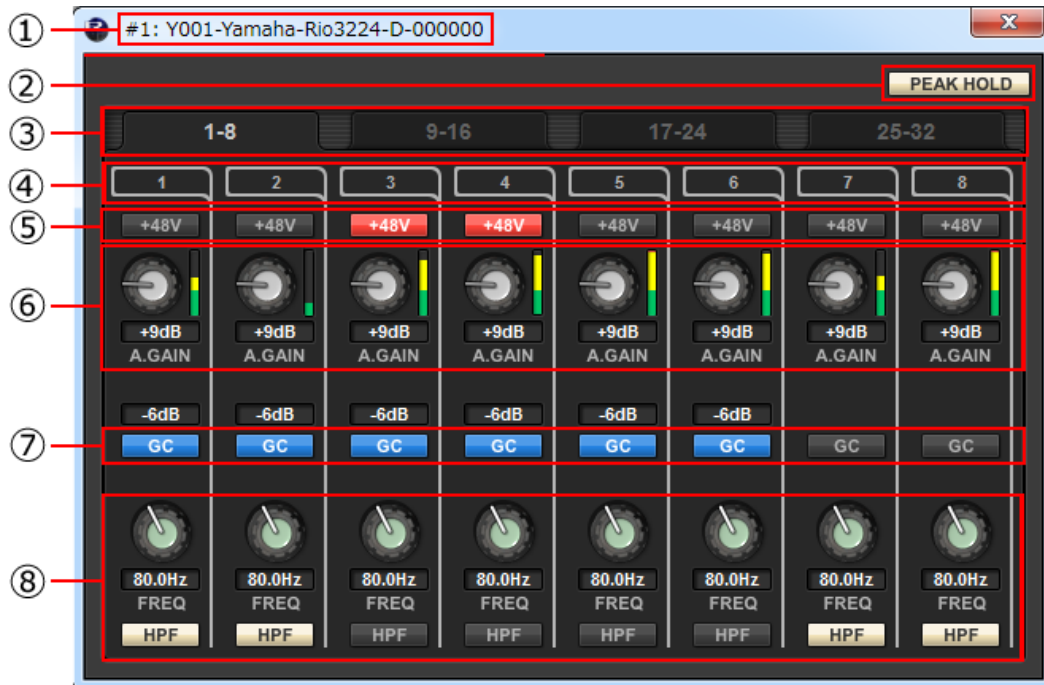 ① #1: Y001-Yamaha-Rio3224-D-000000
② PEAK HOLD
③ 1-8 9-16 17-24 25-32
④ 1 2 3 4 5 6 7 8
⑤ +48V +48V +48V +48V +48V +48V +48V +48V
⑥
+9dB +9dB +9dB +9dB +9dB +9dB +9dB +9dB
A.GAIN A.GAIN A.GAIN A.GAIN A.GAIN A.GAIN A.GAIN A.GAIN
-6dB -6dB -6dB -6dB -6dB -6dB
⑦ GC GC GC GC GC GC GC GC
⑧ 80.0Hz 80.0Hz 80.0Hz 80.0Hz 80.0Hz 80.0Hz 80.0Hz 80.0Hz
FREQ FREQ FREQ FREQ FREQ FREQ FREQ FREQ
HPF HPF HPF HPF HPF HPF HPF HPF